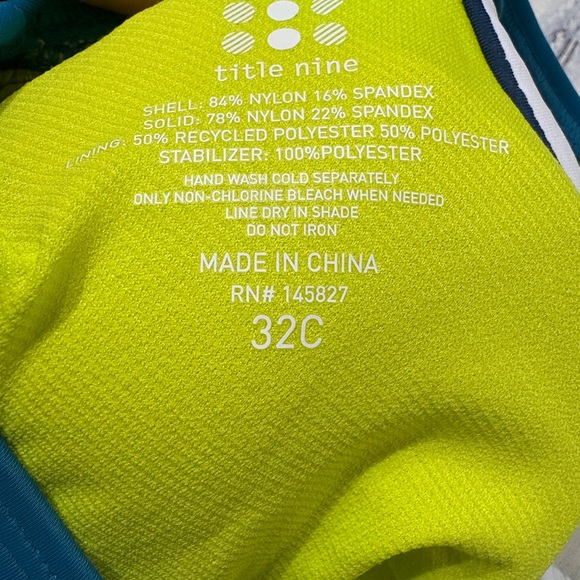 title nine
SHELL: 84% NYLON 16% SPANDEX
SOLID: 78% NYLON 22% SPANDEX
LINING: 50% RECYCLED POLYESTER 50% POLYESTER
STABILIZER: 100%POLYESTER
HAND WASH COLD SEPARATELY
ONLY NON-CHLORINE BLEACH WHEN NEEDED
LINE DRY IN SHADE
DO NOT IRON
MADE IN CHINA
RN# 145827
32C